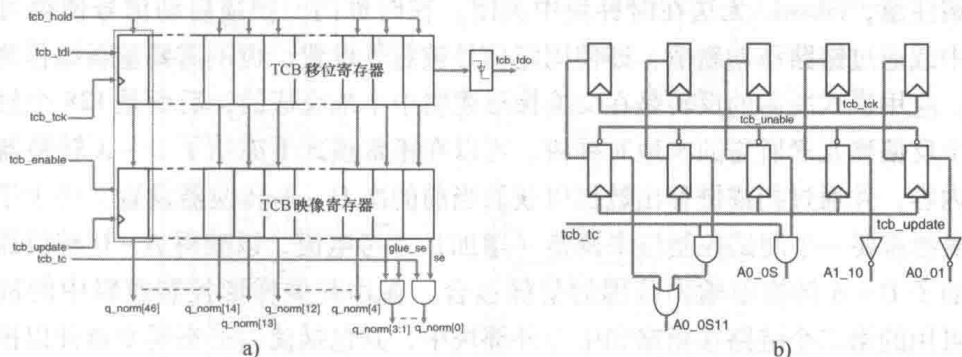 tcb_hold
tcb_tdi
TCB移位寄存器
tcb_tdo
tcb_tck
tcb_enable
TCB映像寄存器
tcb_update
tcb_tc
glue_se
se
q_norm[46]
q_norm[14]
q_norm[13]
q_norm[12]
q_norm[4]
q_norm[3:1]
q_norm[0]
a)
tcb_tck
tcb_unable
tcb_tc
tcb_update
A0_0S
A1_10
A0_01
A0_0S11
b)